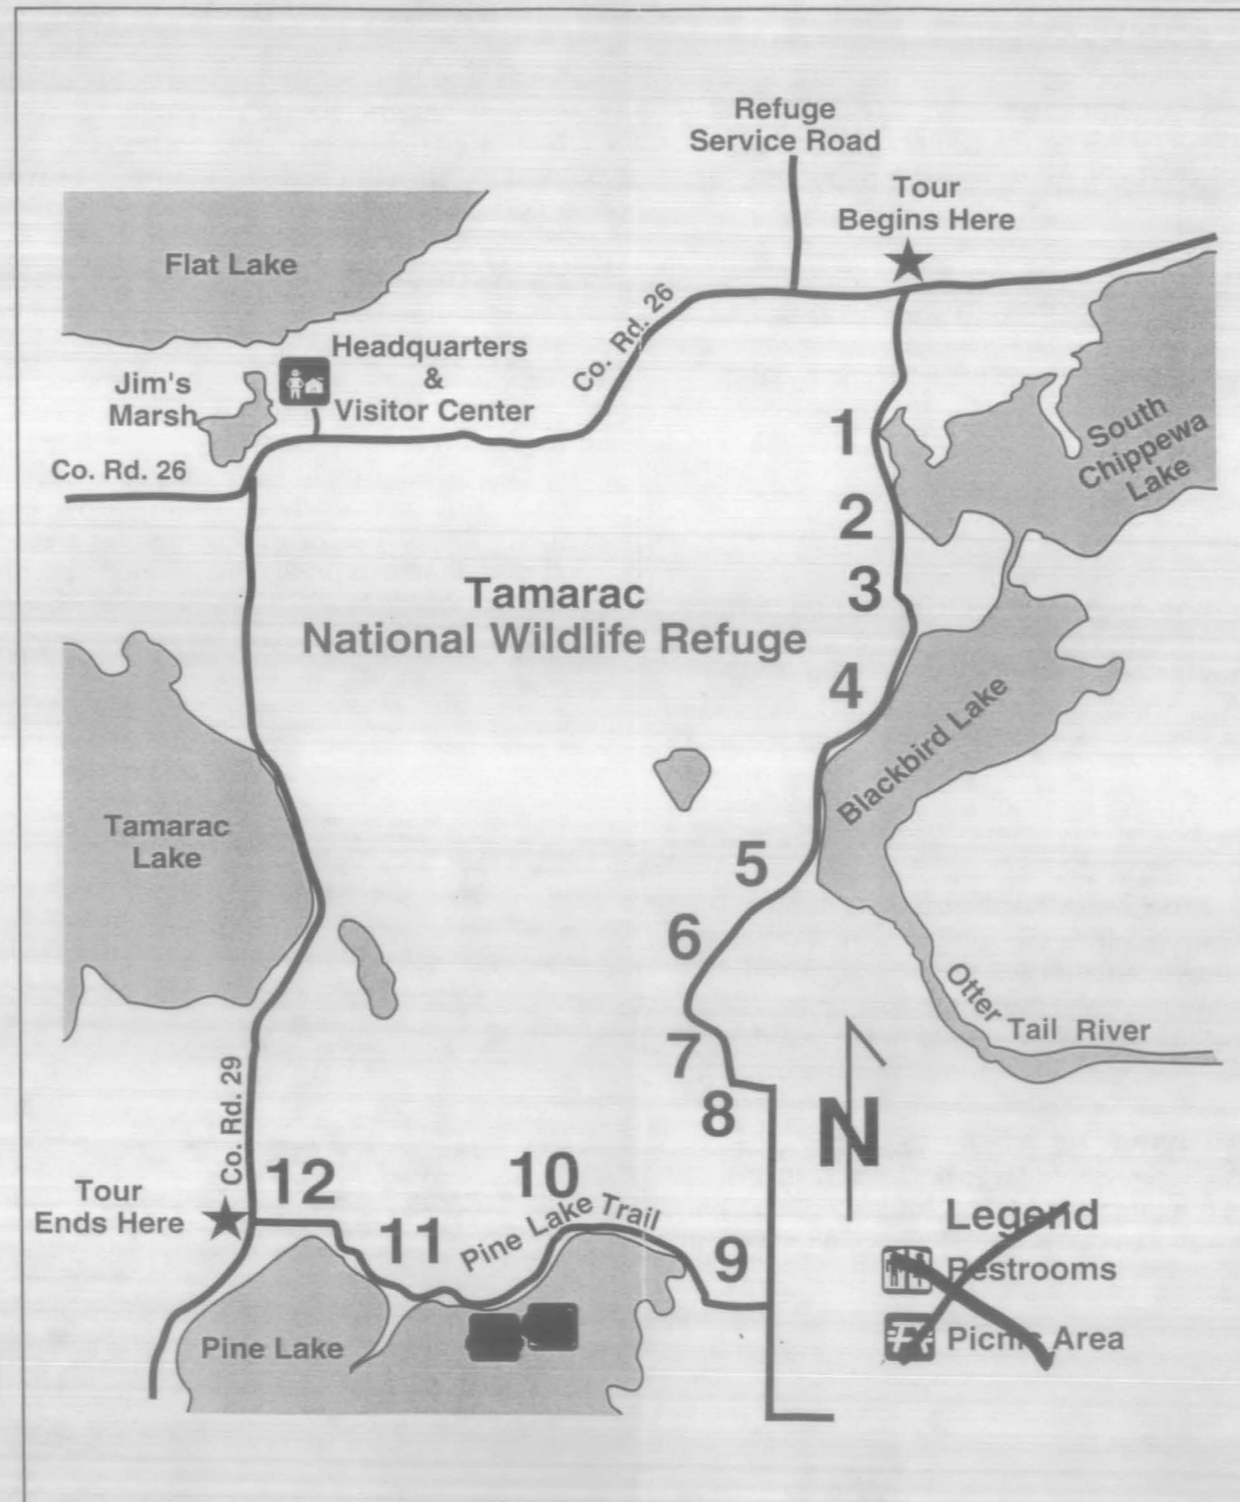 Refuge
Service Road
Tour
Begins Here
Flat Lake
Co. Rd. 26
Headquarters
&
Visitor Center
Jim's
Marsh
Co. Rd. 26
1
South
Chippewa
Lake
2
3
Tamarac
National Wildlife Refuge
4
Blackbird Lake
Tamarac
Lake
5
6
Otter
Tail River
7
8
N
Co. Rd. 29
12
10
Pine Lake Trail
Tour
Ends Here
11
9
Legend
Restrooms
Picnic Area
Pine Lake